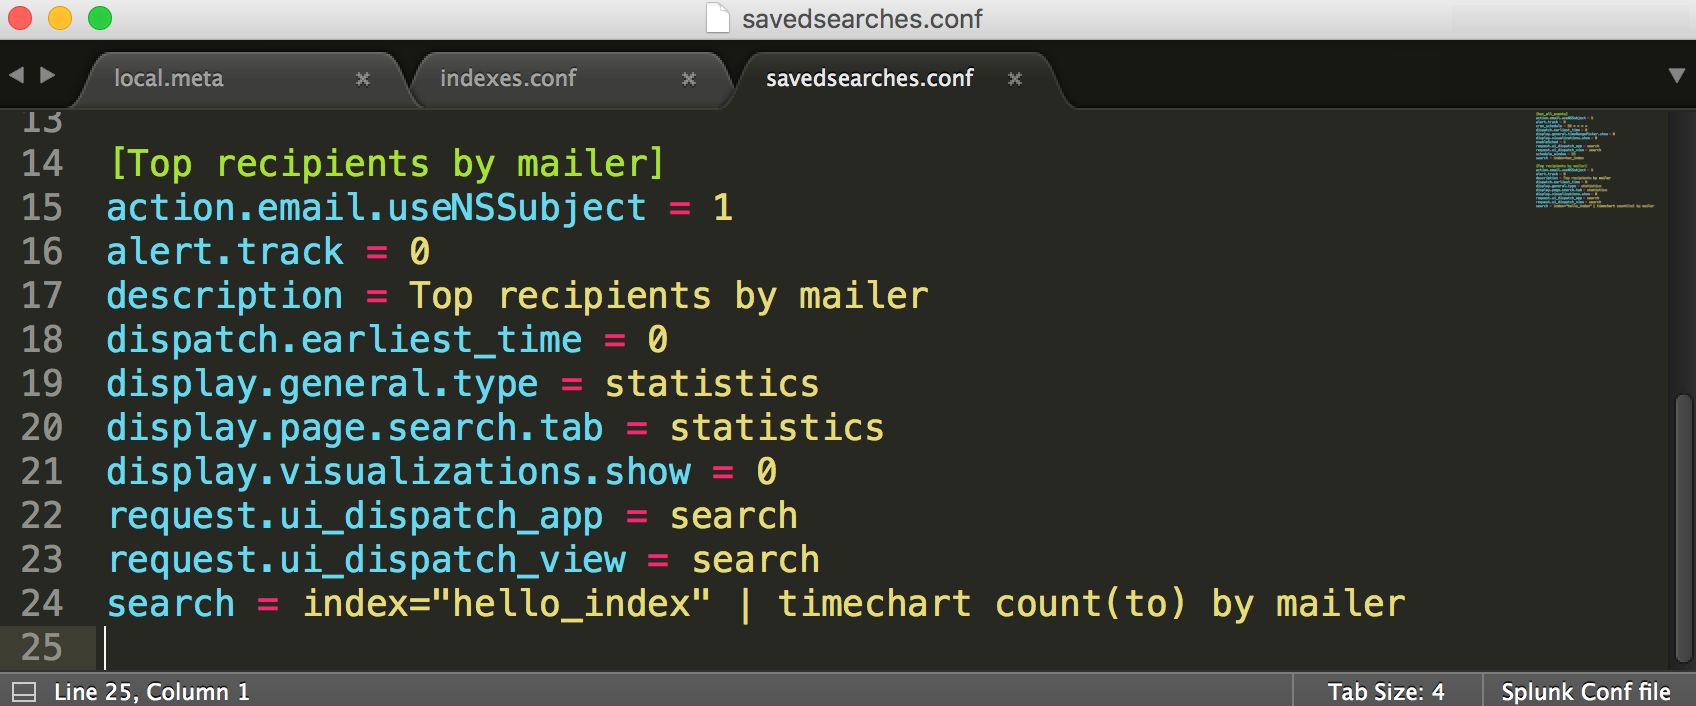 savedsearches.conf
local.meta
indexes.conf
savedsearches.conf
13
14 [Top recipients by mailer]
15 action.email.useNSSubject = 1
16 alert.track = 0
17 description = Top recipients by mailer
18 dispatch.earliest_time = 0
19 display.general.type = statistics
20 display.page.search.tab = statistics
21 display.visualizations.show = 0
22 request.ui_dispatch_app = search
23 request.ui_dispatch_view = search
24 search = index="hello_index" | timechart count(to) by mailer
25
Line 25, Column 1
Tab Size: 4
Splunk Conf file